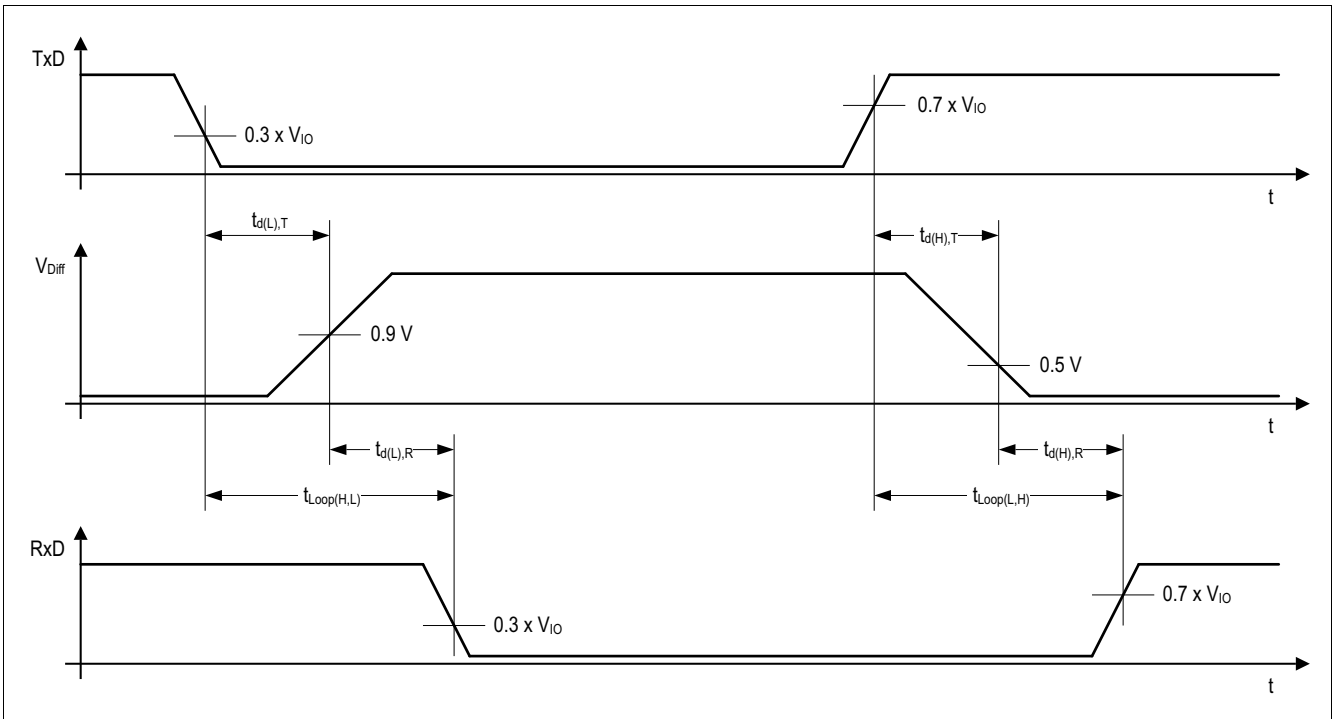 TxD
0.3 x VIO
0.7 x VIO
t
td(L),T
td(H),T
VDiff
0.9 V
0.5 V
t
td(L),R
td(H),R
tLoop(H,L)
tLoop(L,H)
RxD
0.3 x VIO
0.7 x VIO
t